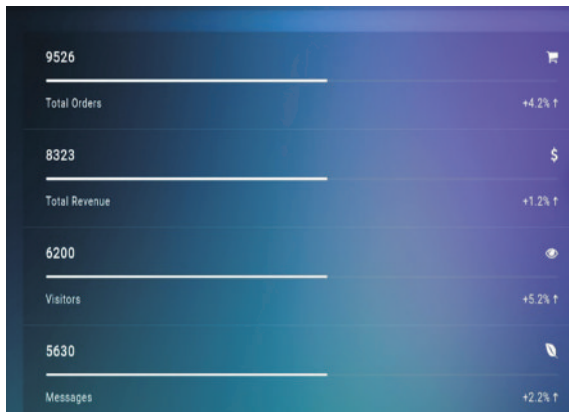 9526
Total Orders +4.2% ↑
8323 $
Total Revenue +1.2% ↑
6200
Visitors +5.2% ↑
5630
Messages +2.2% ↑